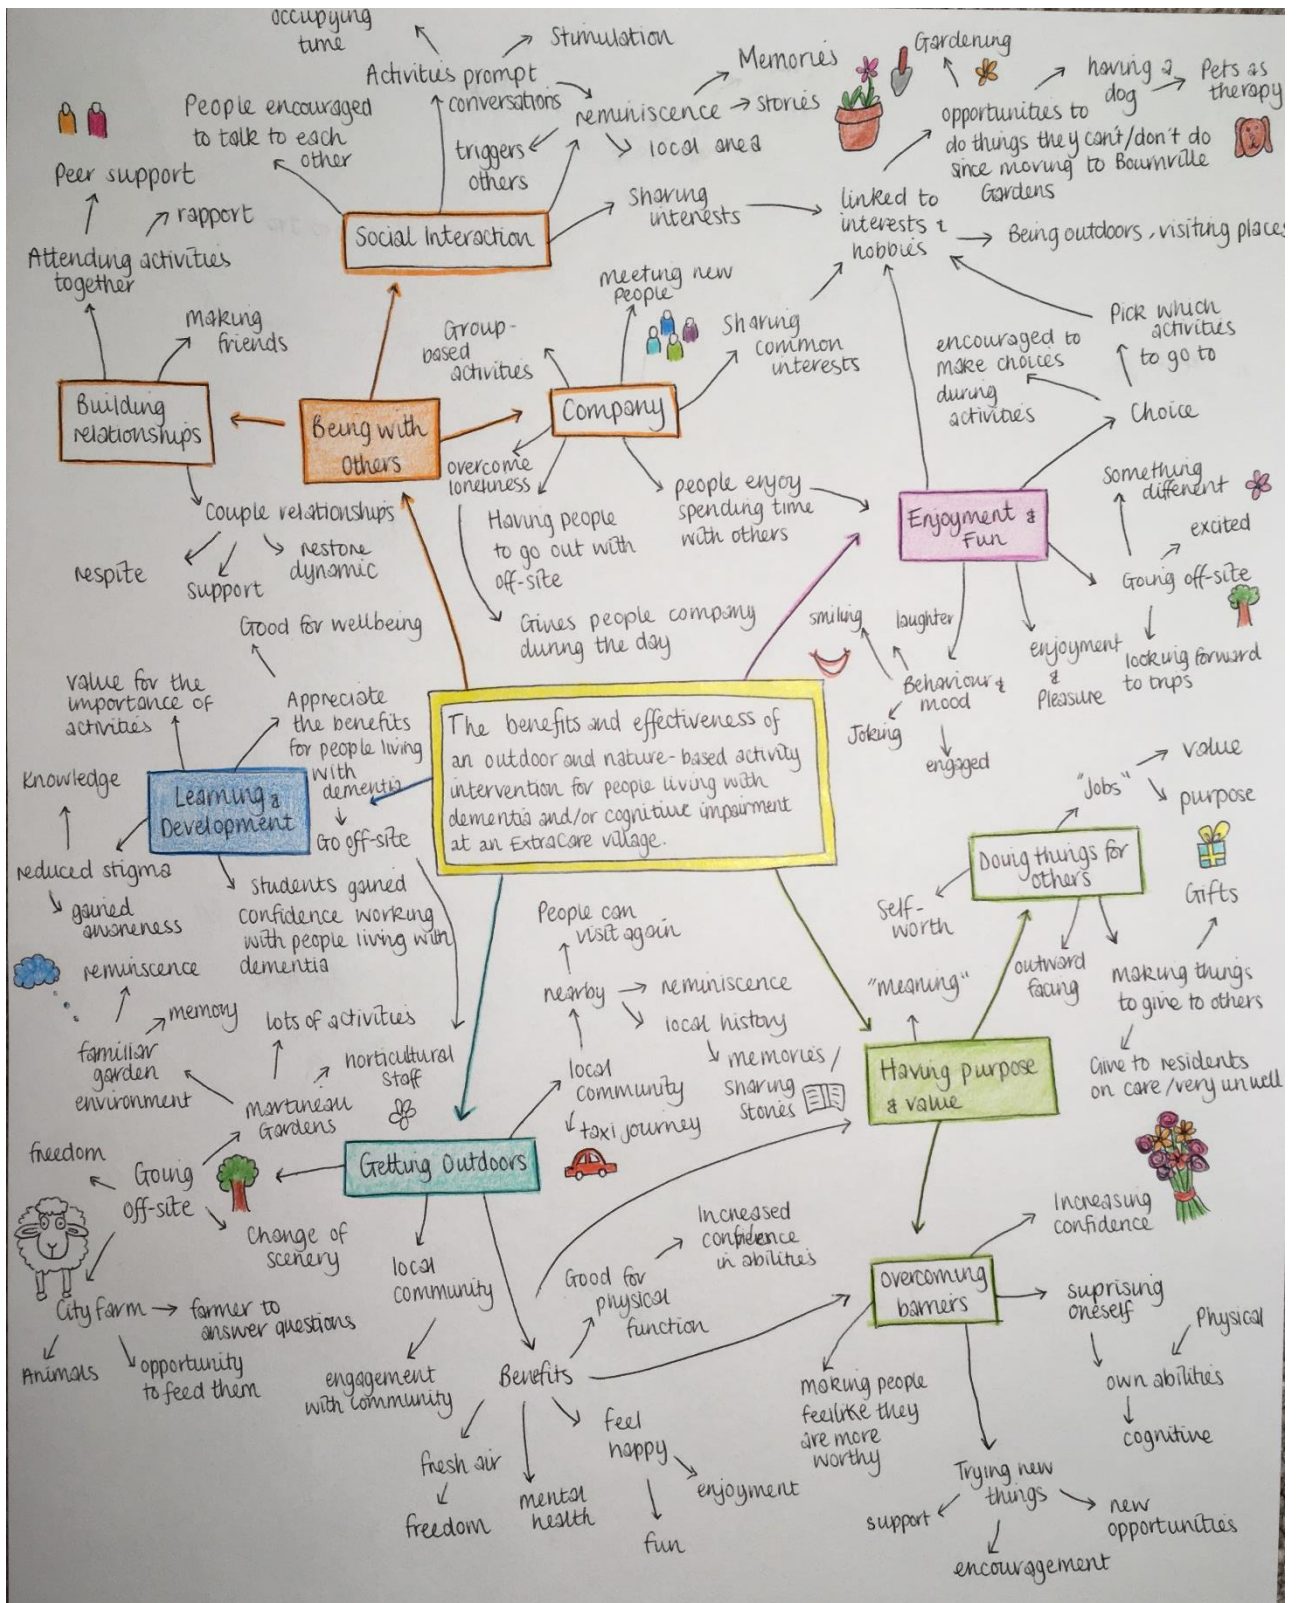 occupying
time
Stimulation
Activities prompt
conversations
reminiscence
Memories
stories
local area
triggers
others
People encouraged
to talk to each
other
Peer support
rapport
Attending activities
together
Social Interaction
Sharing
interests
Gardening
having a
dog
Pets as
therapy
opportunities to
do things they can't/don't do
since moving to Bournville
Gardens
linked to
interests &
hobbies
Being outdoors, visiting places
making
friends
Building
relationships
Being with
Others
Group-
based
activities
meeting new
people
Company
Sharing
common
interests
overcome
loneliness
Having people
to go out with
off-site
people enjoy
spending time
with others
Gives people company
during the day
Couple relationships
respite
support
restore
dynamic
Pick which
activities
to go to
encouraged to
make choices
during
activities
Choice
Enjoyment &
Fun
Something
different
excited
Going off-site
looking forward
to trips
enjoyment
&
Pleasure
smiling
laughter
Behaviour &
mood
Joking
engaged
Good for wellbeing
value for the
importance of
activities
Appreciate
the benefits
for people living
with
dementia
Go off-site
Knowledge
Learning &
Development
reduced stigma
gained
awareness
students gained
confidence working
with people living with
dementia
The benefits and effectiveness of
an outdoor and nature-based activity
intervention for people living with
dementia and/or cognitive impairment
at an ExtraCare village.
"Jobs"
value
purpose
Doing things for
others
Self-
worth
outward
facing
Gifts
making things
to give to others
Give to residents
on care/very unwell
"meaning"
Having purpose
& value
People can
visit again
nearby
reminiscence
local history
memories/
sharing
stories
local
community
taxi journey
reminscence
memory
familiar
garden
environment
lots of activities
horticultural
staff
martineau
Gardens
Getting Outdoors
freedom
Going
off-site
Change of
scenery
City farm
farmer to
answer questions
Animals
opportunity
to feed them
local
community
engagement
with community
Benefits
Good for
physical
function
Increased
confidence
in abilities
fresh air
freedom
mental
health
feel
happy
enjoyment
fun
Overcoming
barriers
Increasing
confidence
suprising
oneself
Physical
own abilities
cognitive
making people
feel like they
are more
worthy
Trying new
things
support
encouragement
new
opportunities